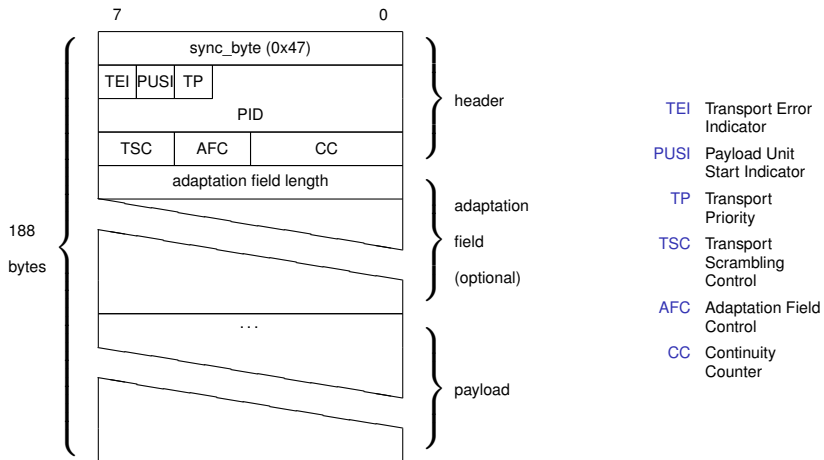 7 0
sync_byte (0x47)
TEI PUSI TP
PID
TSC AFC CC
adaptation field length
...
188
bytes
header
adaptation
field
(optional)
payload
TEI Transport Error
Indicator
PUSI Payload Unit
Start Indicator
TP Transport
Priority
TSC Transport
Scrambling
Control
AFC Adaptation Field
Control
CC Continuity
Counter